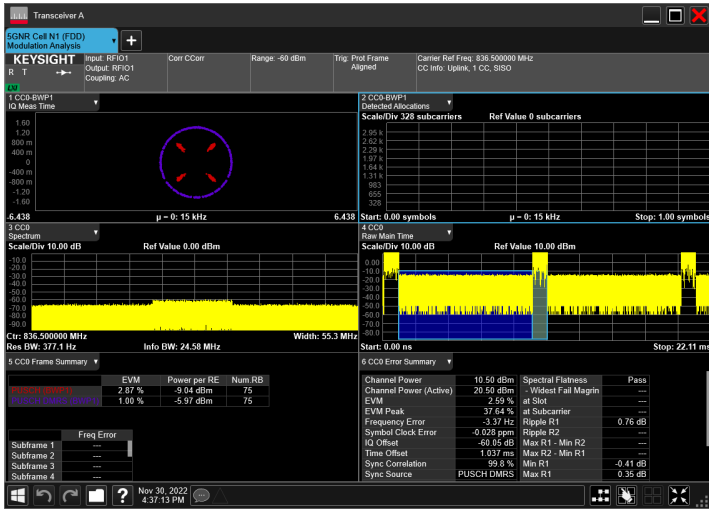 Transceiver A
5GNR Cell N1 (FDD)
Modulation Analysis
KEYSIGHT
R T
LXI
Input: RFIO1
Output: RFIO1
Coupling: AC
Corr CCorr
Range: -60 dBm
Trig: Prot Frame
Aligned
Carrier Ref Freq: 836.500000 MHz
CC Info: Uplink, 1 CC, SISO
1 CC0-BWP1
IQ Meas Time
1.60
1.20
800 m
400 m
0
-400 m
-800 m
-1.20
-1.60
-6.438
µ = 0: 15 kHz
6.438
2 CC0-BWP1
Detected Allocations
Scale/Div 328 subcarriers
Ref Value 0 subcarriers
2.95 k
2.62 k
2.29 k
1.97 k
1.64 k
1.31 k
983
655
328
Start: 0.00 symbols
µ = 0: 15 kHz
Stop: 1.00 symbols
3 CC0
Spectrum
Scale/Div 10.00 dB
Ref Value 0.00 dBm
-10.0
-20.0
-30.0
-40.0
-50.0
-60.0
-70.0
-80.0
-90.0
Ctr: 836.500000 MHz
Width: 55.3 MHz
Res BW: 377.1 Hz
Info BW: 24.58 MHz
4 CC0
Raw Main Time
Scale/Div 10.00 dB
Ref Value 10.00 dBm
0.00
-10.0
-20.0
-30.0
-40.0
-50.0
-60.0
-70.0
-80.0
Start: 0.00 ns
Stop: 22.11 ms
5 CC0 Frame Summary
EVM Power per RE Num.RB
2.87 % -9.04 dBm 75
1.00 % -5.97 dBm 75
Freq Error
Subframe 1 ---
Subframe 2 ---
Subframe 3 ---
Subframe 4 ---
6 CC0 Error Summary
Channel Power 10.50 dBm Spectral Flatness Pass
Channel Power (Active) 20.50 dBm - Widest Fail Magrin ---
EVM 2.59 % at Slot ---
EVM Peak 37.64 % at Subcarrier ---
Frequency Error -3.37 Hz Ripple R1 0.76 dB
Symbol Clock Error -0.028 ppm Ripple R2 ---
IQ Offset -60.05 dB Max R1 - Min R2 ---
Time Offset 1.037 ms Max R2 - Min R1 ---
Sync Correlation 99.8 % Min R1 -0.41 dB
Sync Source PUSCH DMRS Max R1 0.35 dB
Nov 30, 2022
4:37:13 PM